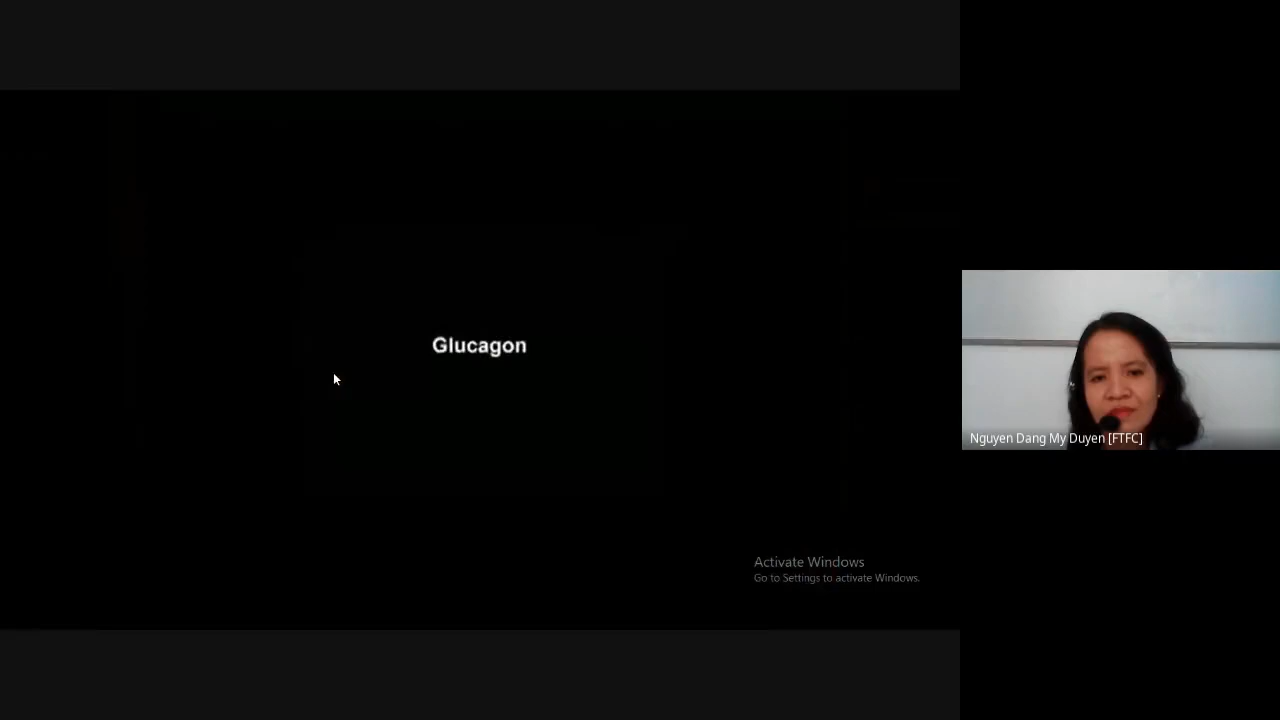 Glucagon
Nguyen Dang My Duyen [FTFC]
Activate Windows
Go to Settings to activate Windows.